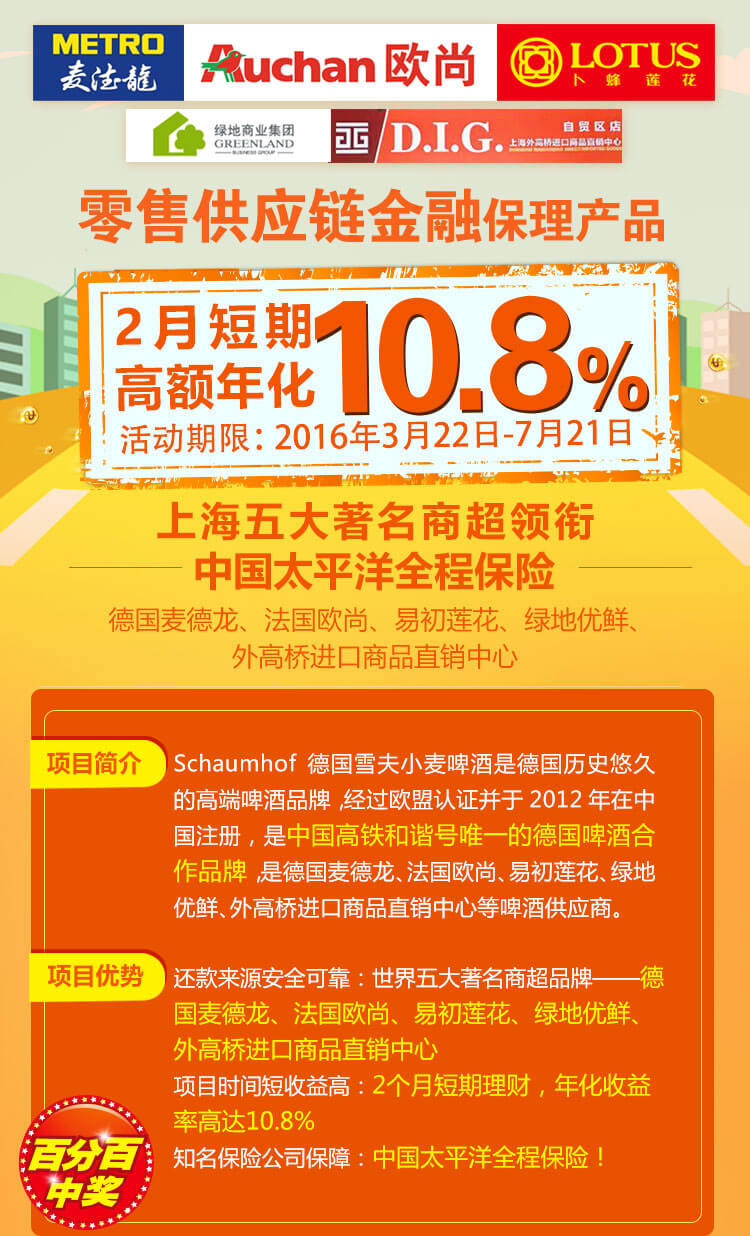 METRO
麦德龍
Auchan 欧尚
LOTUS
卜蜂莲花
绿地商业集团
GREENLAND
BUSINESS GROUP
D.I.G.
自贸区店
上海外高桥进口商品直销中心
零售供应链金融保理产品
2月短期
高额年化
10.8%
活动期限：2016年3月22日-7月21日
上海五大著名商超领衔
中国太平洋全程保险
德国麦德龙、法国欧尚、易初莲花、绿地优鲜、
外高桥进口商品直销中心
项目简介
Schaumhof 德国雪夫小麦啤酒是德国历史悠久
的高端啤酒品牌,经过欧盟认证并于 2012 年在中
国注册，是中国高铁和谐号唯一的德国啤酒合
作品牌,是德国麦德龙、法国欧尚、易初莲花、绿地
优鲜、外高桥进口商品直销中心等啤酒供应商。
项目优势
还款来源安全可靠：世界五大著名商超品牌——德
国麦德龙、法国欧尚、易初莲花、绿地优鲜、
外高桥进口商品直销中心
项目时间短收益高：2个月短期理财，年化收益
率高达10.8%
知名保险公司保障：中国太平洋全程保险！
百分百
中奖